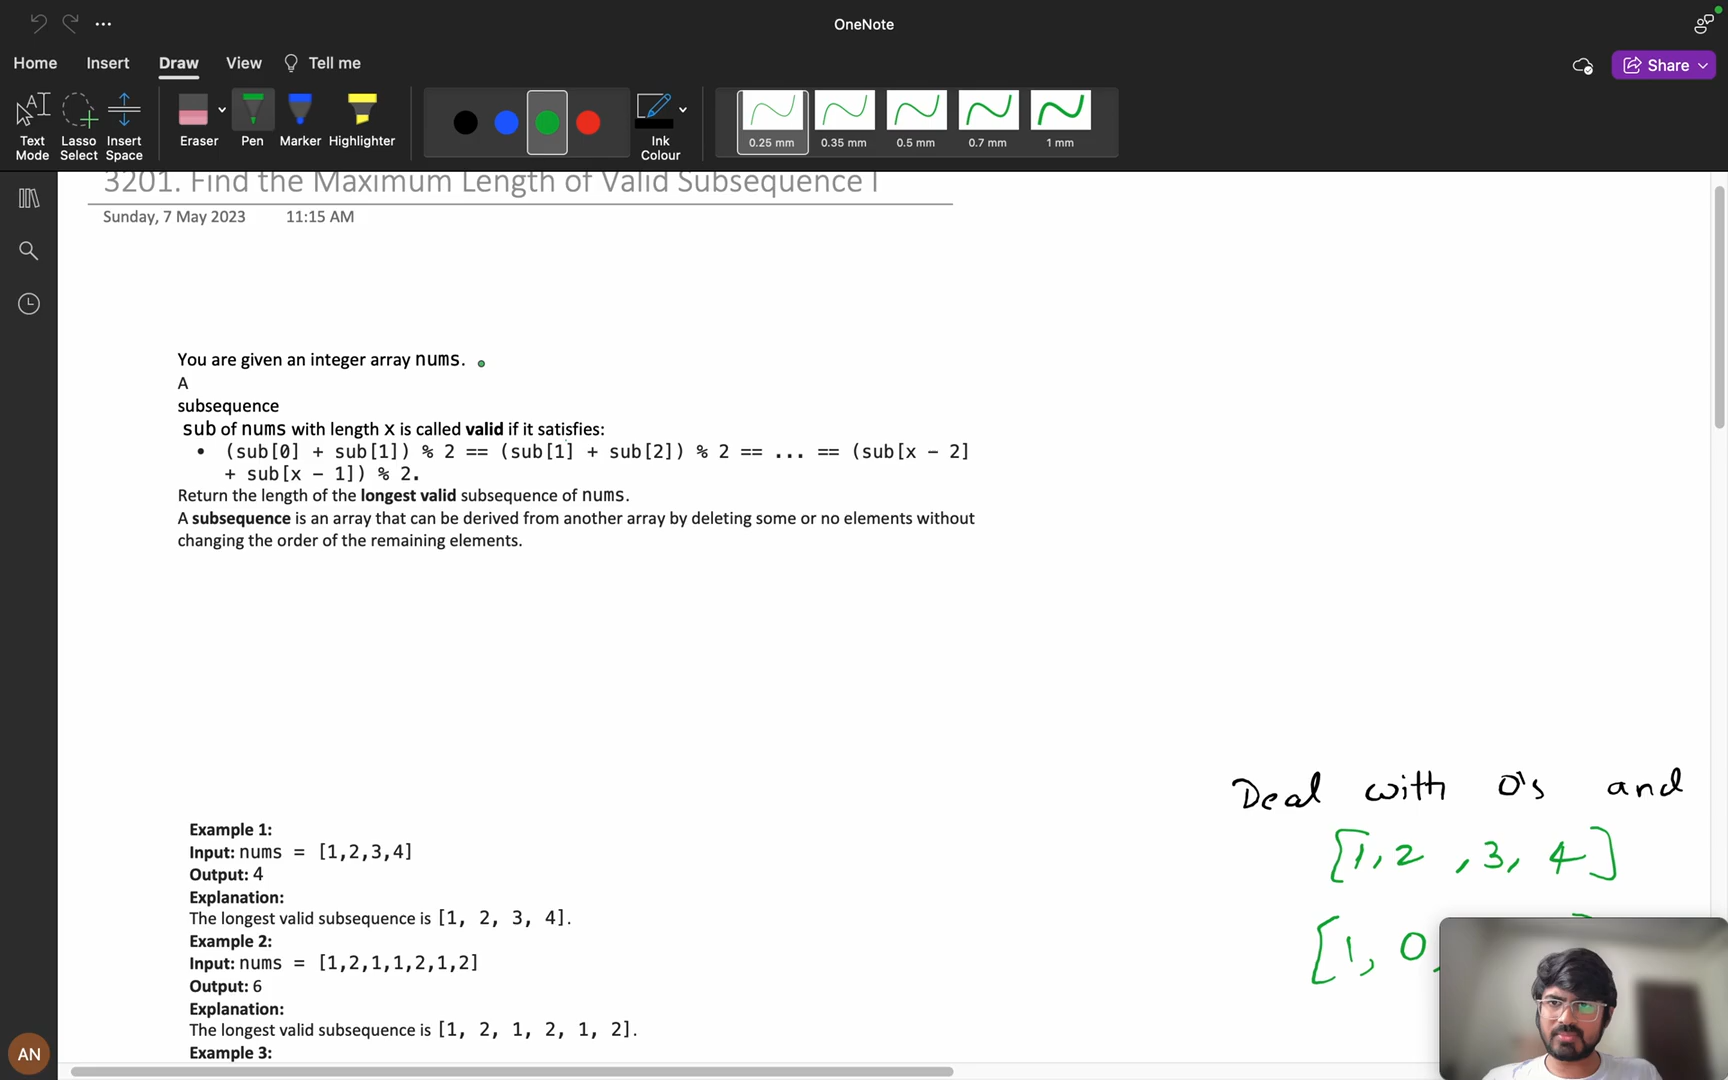 OneNote
Home Insert Draw View Tell me
Share
Text Mode
Lasso Select
Insert Space
Eraser
Pen
Marker
Highlighter
Ink Colour
0.25 mm
0.35 mm
0.5 mm
0.7 mm
1 mm
3201. Find the Maximum Length of Valid Subsequence I
Sunday, 7 May 2023 11:15 AM
You are given an integer array nums.
A
subsequence
sub of nums with length x is called valid if it satisfies:
• (sub[0] + sub[1]) % 2 == (sub[1] + sub[2]) % 2 == ... == (sub[x - 2]
+ sub[x - 1]) % 2.
Return the length of the longest valid subsequence of nums.
A subsequence is an array that can be derived from another array by deleting some or no elements without
changing the order of the remaining elements.
Deal with 0's and
[1, 2 , 3, 4]
[1, 0,
Example 1:
Input: nums = [1,2,3,4]
Output: 4
Explanation:
The longest valid subsequence is [1, 2, 3, 4].
Example 2:
Input: nums = [1,2,1,1,2,1,2]
Output: 6
Explanation:
The longest valid subsequence is [1, 2, 1, 2, 1, 2].
Example 3:
AN